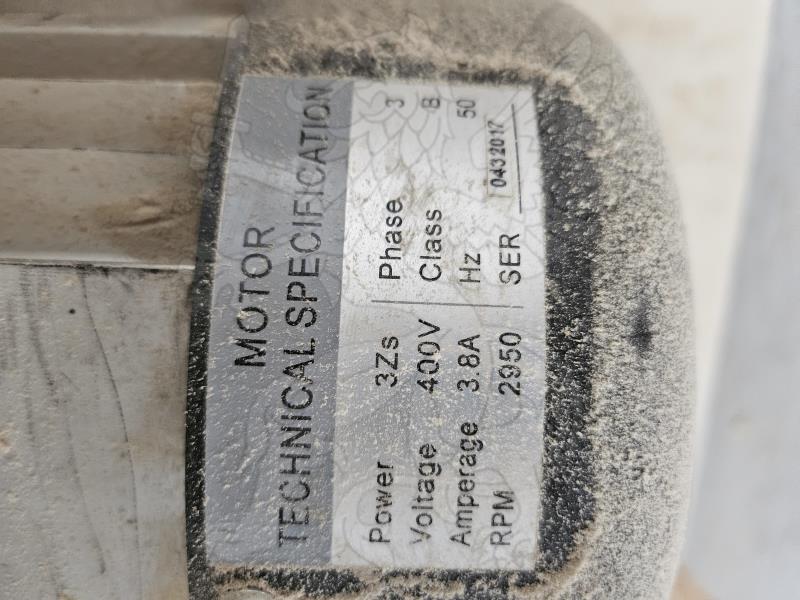 MOTOR
TECHNICAL SPECIFICATION
Power 3Zs Phase 3
Voltage 400V Class B
Amperage 3.8A Hz 50
RPM 2950 SER 0432017